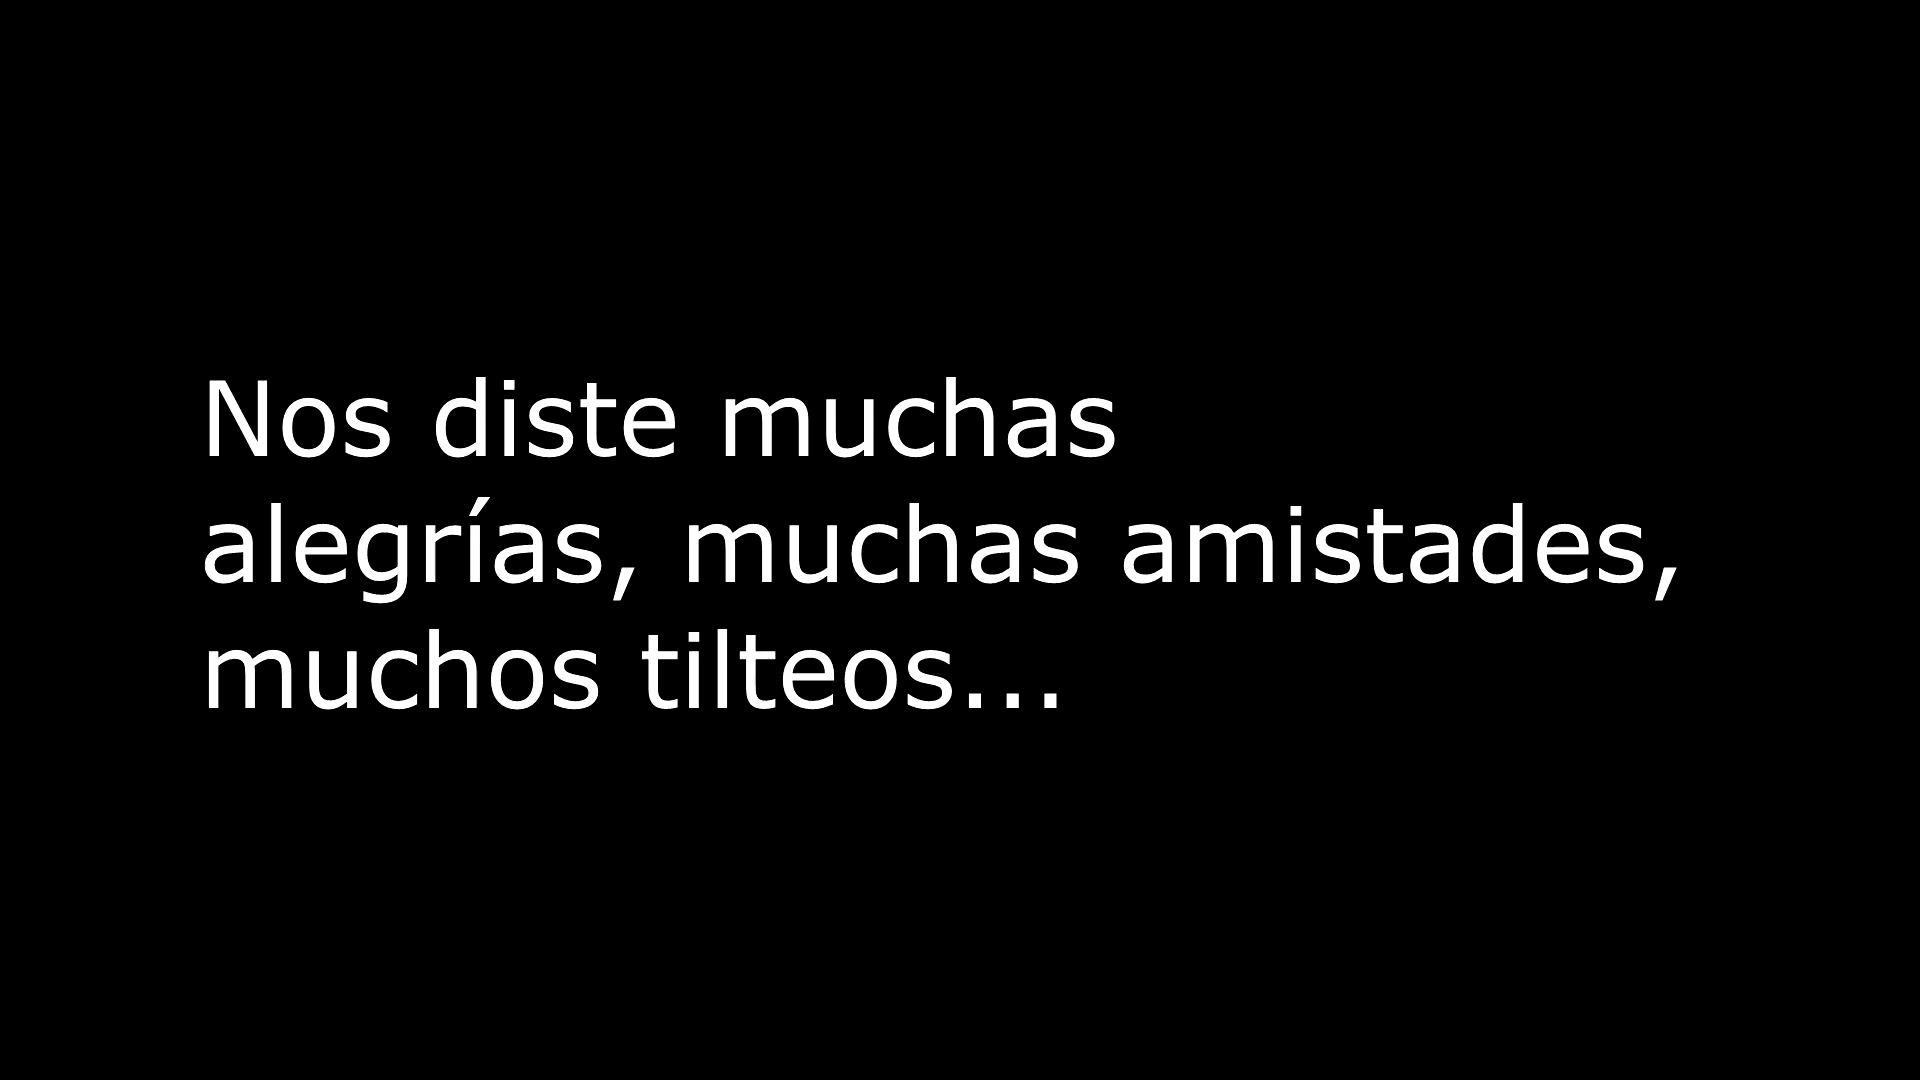 Nos diste muchas
alegrías, muchas amistades,
muchos tilteos...